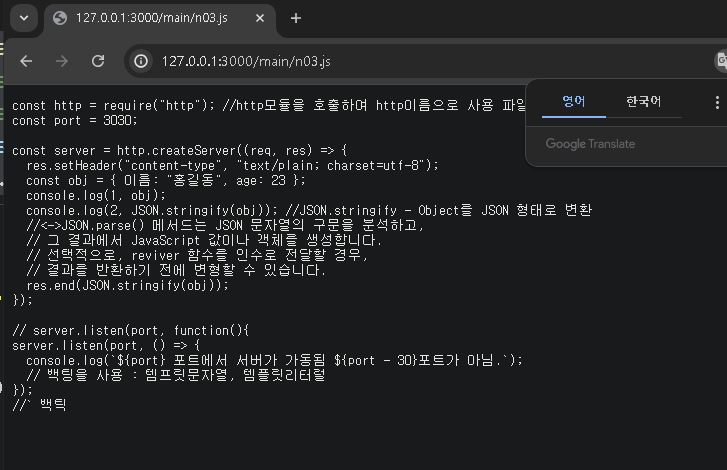 127.0.0.1:3000/main/n03.js
127.0.0.1:3000/main/n03.js
영어 한국어
Google Translate
const http = require("http"); //http모듈을 호출하여 http이름으로 사용 파일
const port = 3030;
const server = http.createServer((req, res) => {
res.setHeader("content-type", "text/plain; charset=utf-8");
const obj = { 이름: "홍길동", age: 23 };
console.log(1, obj);
console.log(2, JSON.stringify(obj)); //JSON.stringify - Object를 JSON 형태로 변환
//<->JSON.parse() 메서드는 JSON 문자열의 구문을 분석하고,
// 그 결과에서 JavaScript 값이나 객체를 생성합니다.
// 선택적으로, reviver 함수를 인수로 전달할 경우,
// 결과를 반환하기 전에 변형할 수 있습니다.
res.end(JSON.stringify(obj));
});
// server.listen(port, function(){
server.listen(port, () => {
console.log(`${port} 포트에서 서버가 가동됨 ${port - 30}포트가 아님.`);
// 백팅을 사용 : 템프릿문자열, 템플릿리터럴
});
//` 백틱